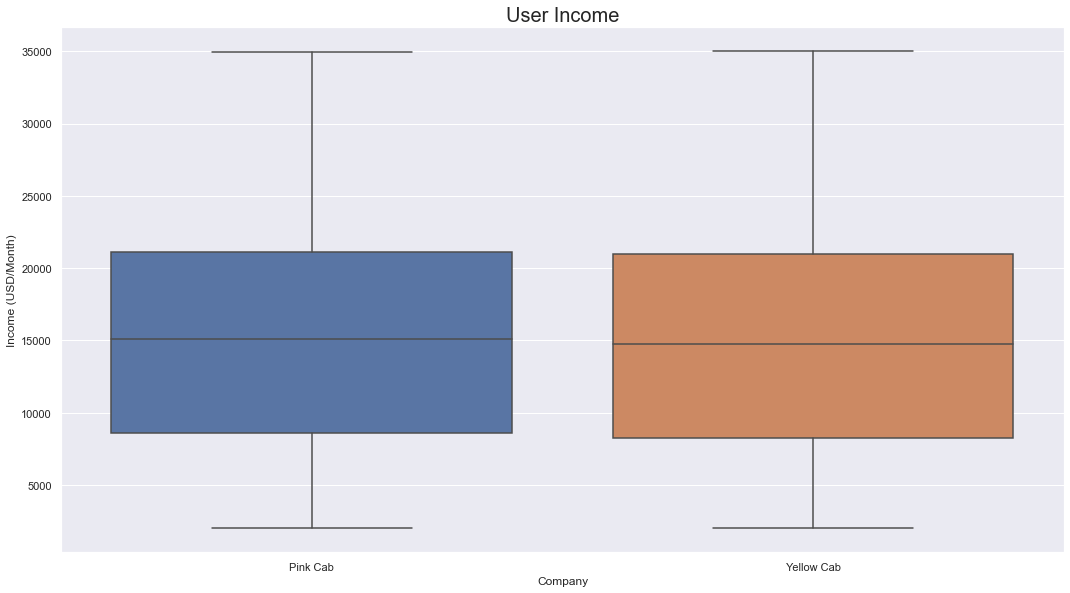 User Income
Income (USD/Month)
35000
30000
25000
20000
15000
10000
5000
Pink Cab
Yellow Cab
Company